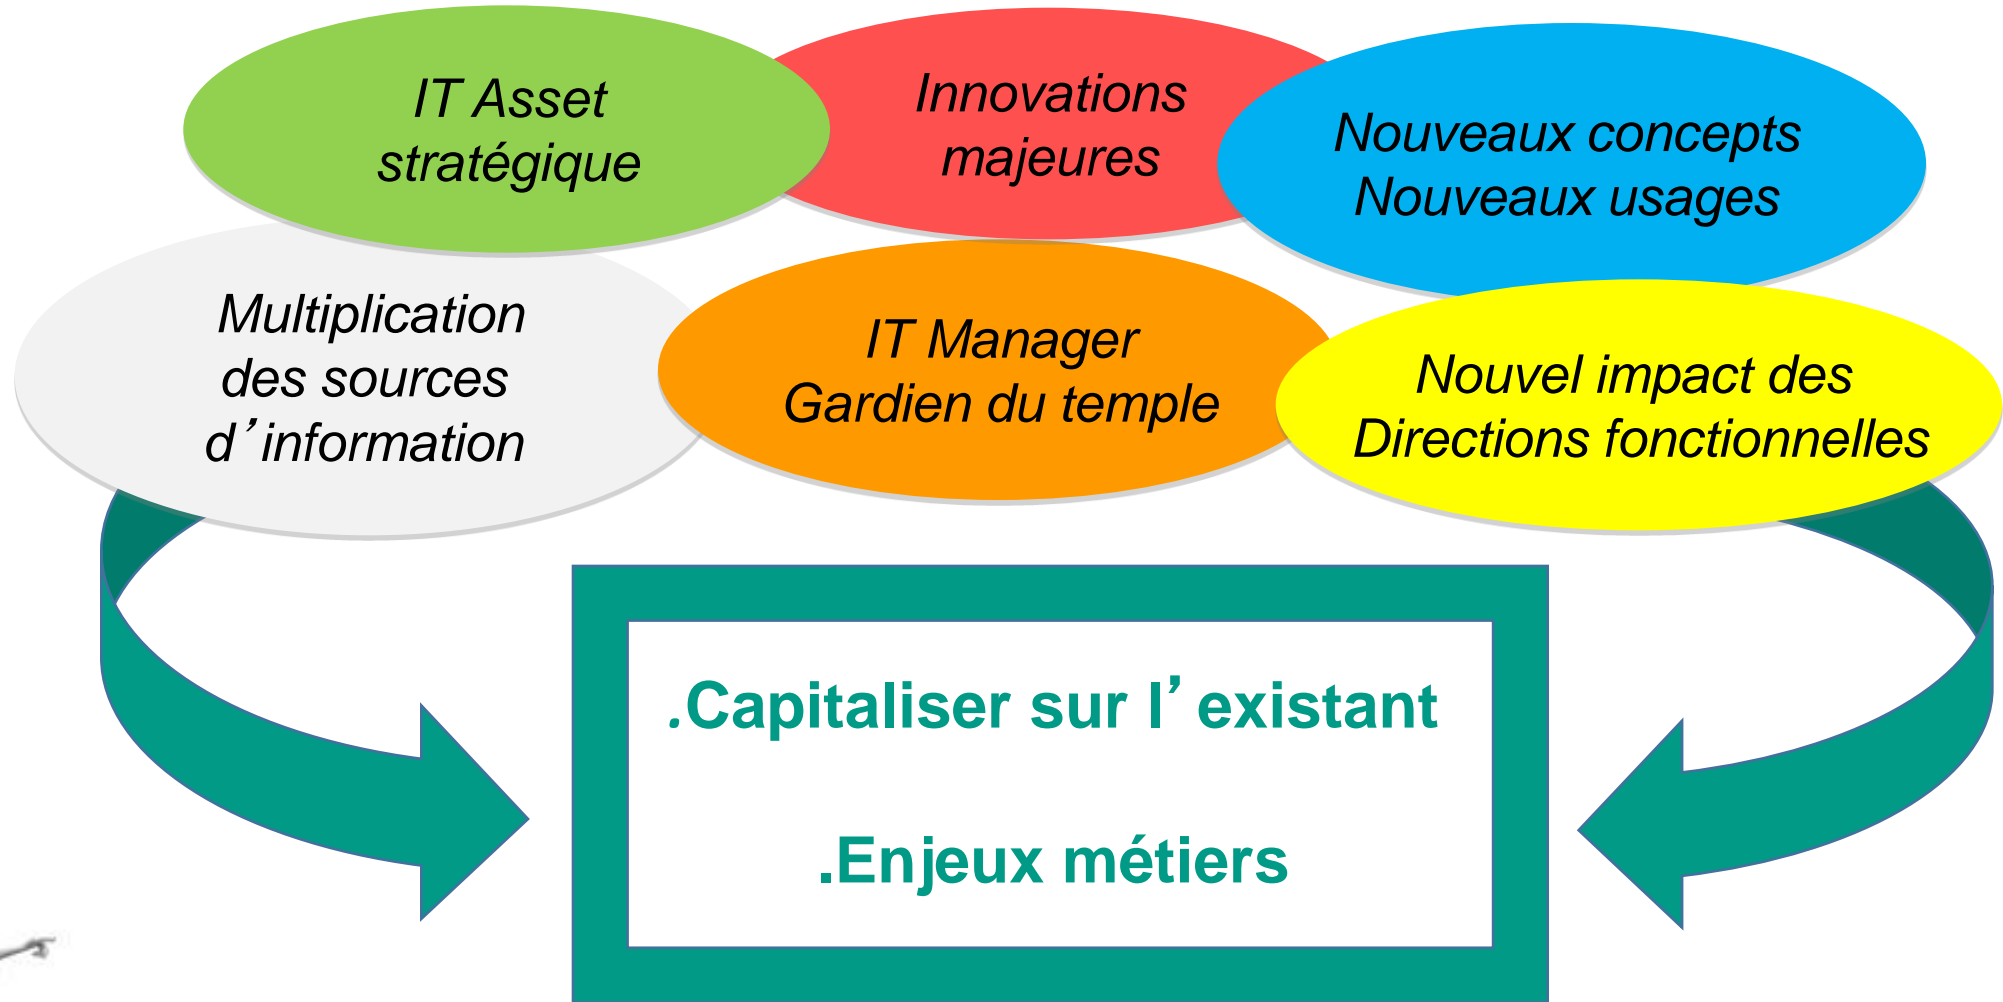 IT Asset
stratégique
Innovations
majeures
Nouveaux concepts
Nouveaux usages
Multiplication
des sources
d’information
IT Manager
Gardien du temple
Nouvel impact des
Directions fonctionnelles
.Capitaliser sur l’existant
.Enjeux métiers